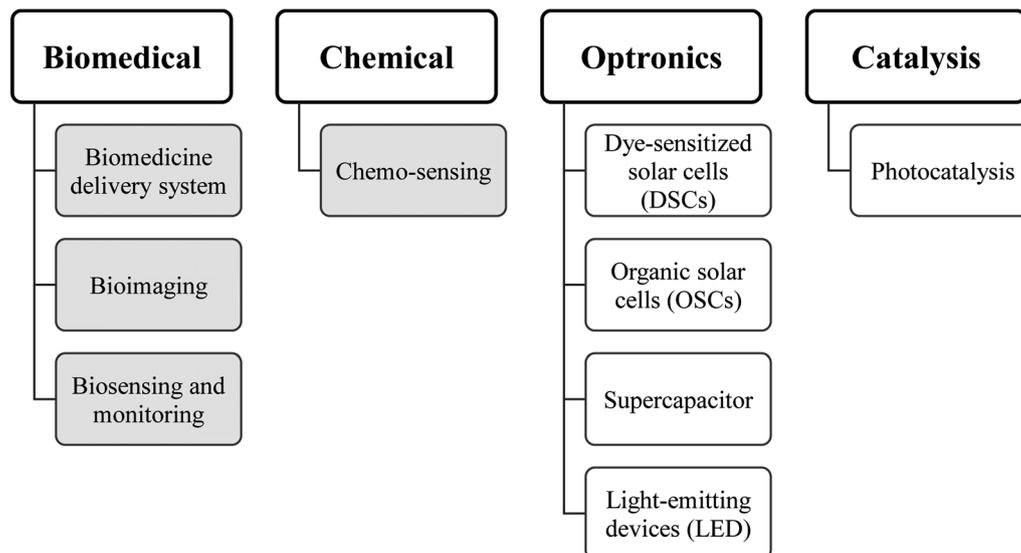 Biomedical
Biomedicine
delivery system
Bioimaging
Biosensing and
monitoring
Chemical
Chemo-sensing
Optronics
Dye-sensitized
solar cells
(DSCs)
Organic solar
cells (OSCs)
Supercapacitor
Light-emitting
devices (LED)
Catalysis
Photocatalysis